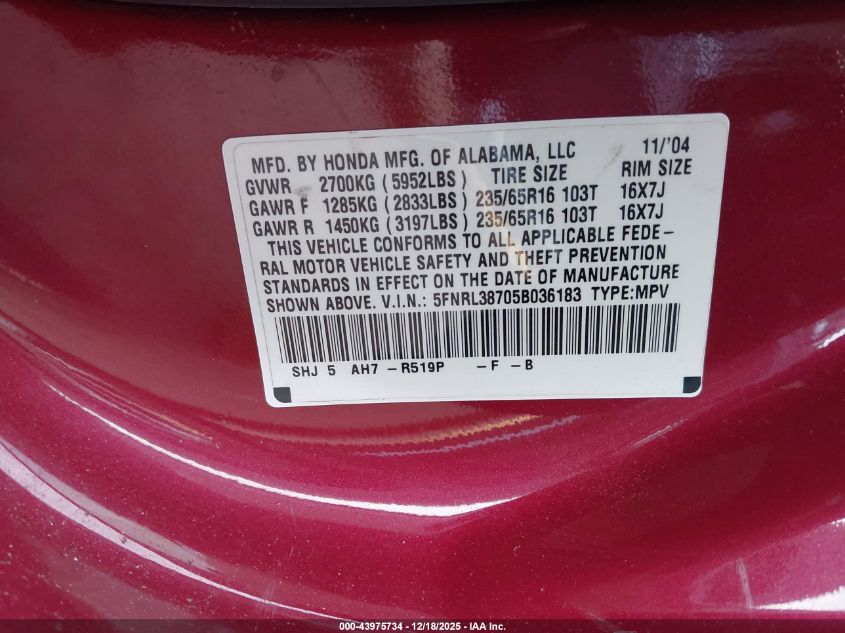 MFD. BY HONDA MFG. OF ALABAMA, LLC 11/'04
GVWR 2700KG (5952LBS) TIRE SIZE RIM SIZE
GAWR F 1285KG (2833LBS) 235/65R16 103T 16X7J
GAWR R 1450KG (3197LBS) 235/65R16 103T 16X7J
THIS VEHICLE CONFORMS TO ALL APPLICABLE FEDE-
RAL MOTOR VEHICLE SAFETY AND THEFT PREVENTION
STANDARDS IN EFFECT ON THE DATE OF MANUFACTURE
SHOWN ABOVE. V.I.N.: 5FNRL38705B036183 TYPE:MPV
SHJ 5 AH7 -R519P -F -B
000-43975734 - 12/18/2025 - IAA Inc.